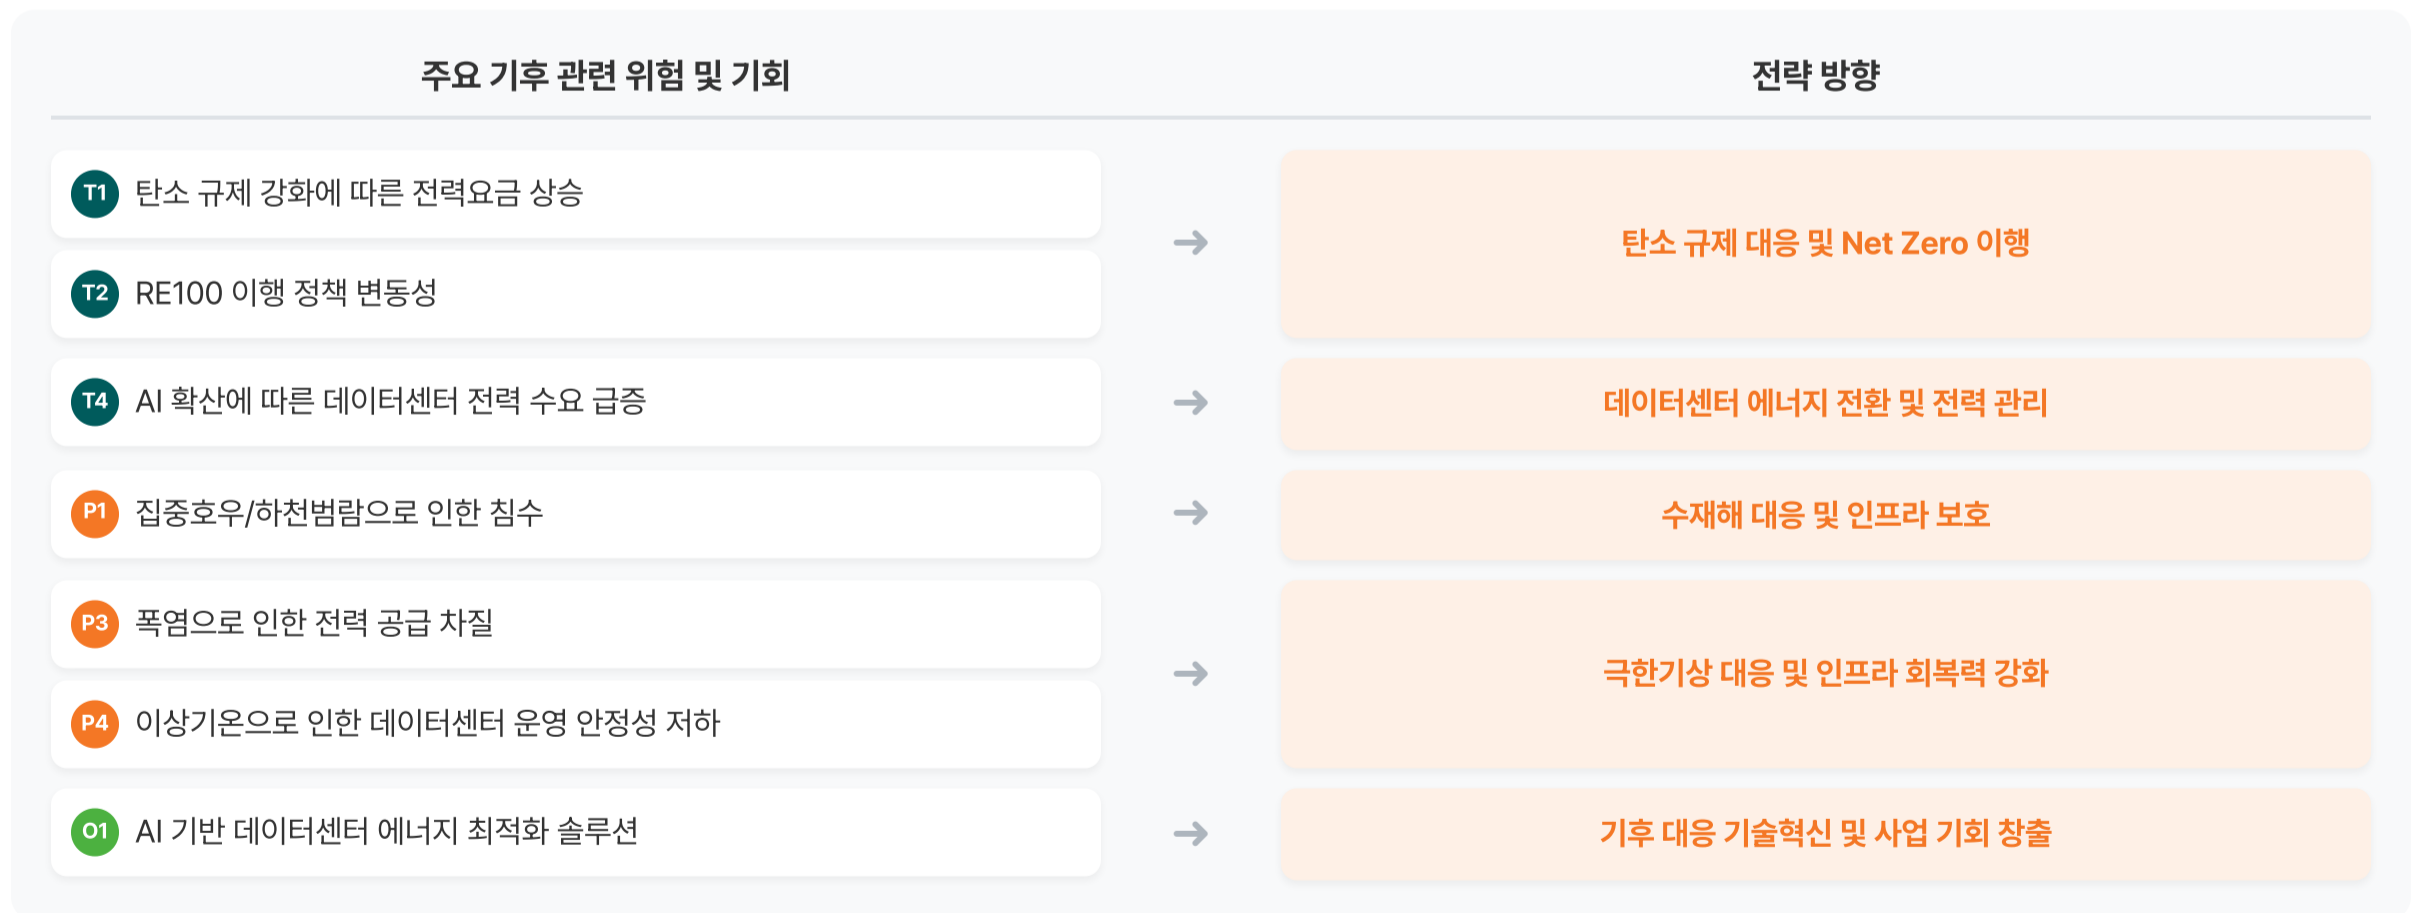 주요 기후 관련 위험 및 기회
전략 방향
T1 탄소 규제 강화에 따른 전력요금 상승
T2 RE100 이행 정책 변동성
→
탄소 규제 대응 및 Net Zero 이행
T4 AI 확산에 따른 데이터센터 전력 수요 급증
→
데이터센터 에너지 전환 및 전력 관리
P1 집중호우/하천범람으로 인한 침수
→
수재해 대응 및 인프라 보호
P3 폭염으로 인한 전력 공급 차질
P4 이상기온으로 인한 데이터센터 운영 안정성 저하
→
극한기상 대응 및 인프라 회복력 강화
O1 AI 기반 데이터센터 에너지 최적화 솔루션
→
기후 대응 기술혁신 및 사업 기회 창출